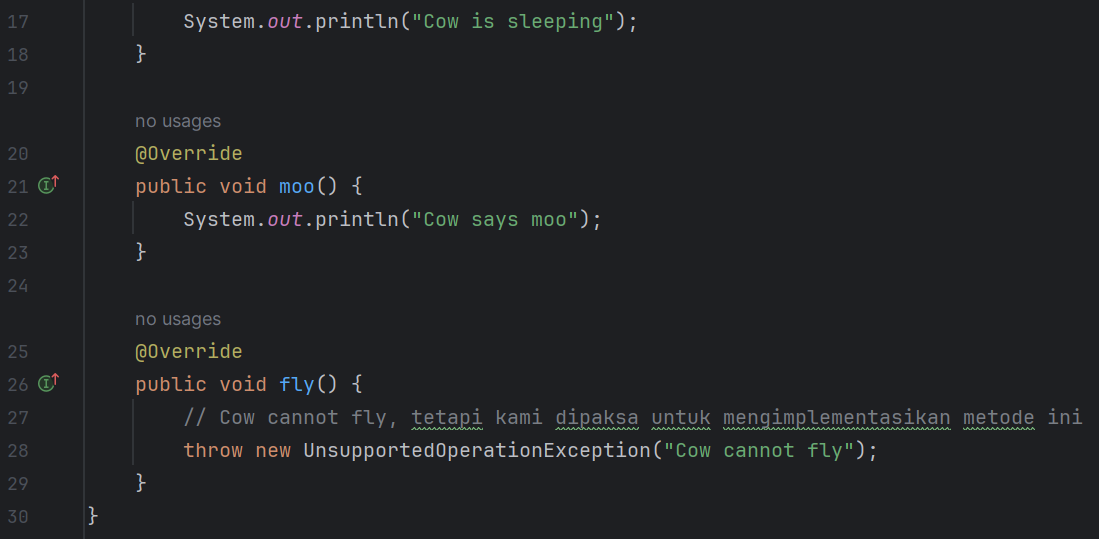 17 System.out.println("Cow is sleeping");
18 }
19
no usages
20 @Override
21 public void moo() {
22 System.out.println("Cow says moo");
23 }
24
no usages
25 @Override
26 public void fly() {
27 // Cow cannot fly, tetapi kami dipaksa untuk mengimplementasikan metode ini
28 throw new UnsupportedOperationException("Cow cannot fly");
29 }
30 }